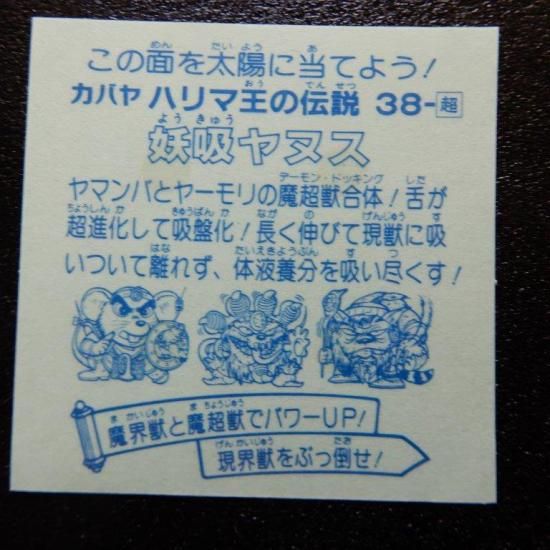 この面を太陽に当てよう！
カバヤ ハリマ王の伝説 38-超
妖吸ヤヌス
ヤマンバとヤーモリの魔超獣合体！舌が
超進化して吸盤化！長く伸びて現獣に吸
いついて離れず、体液養分を吸い尽くす！
魔界獣と魔超獣でパワーUP！
現界獣をぶっ倒せ！